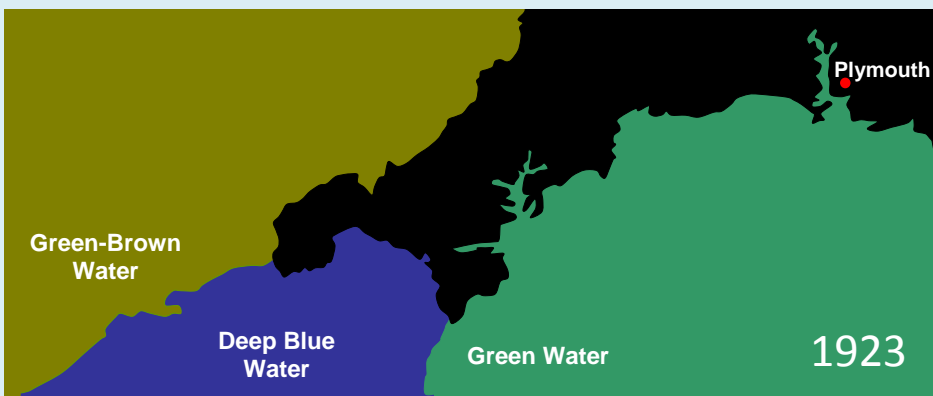 Plymouth
Green-Brown
Water
Deep Blue
Water
Green Water
1923